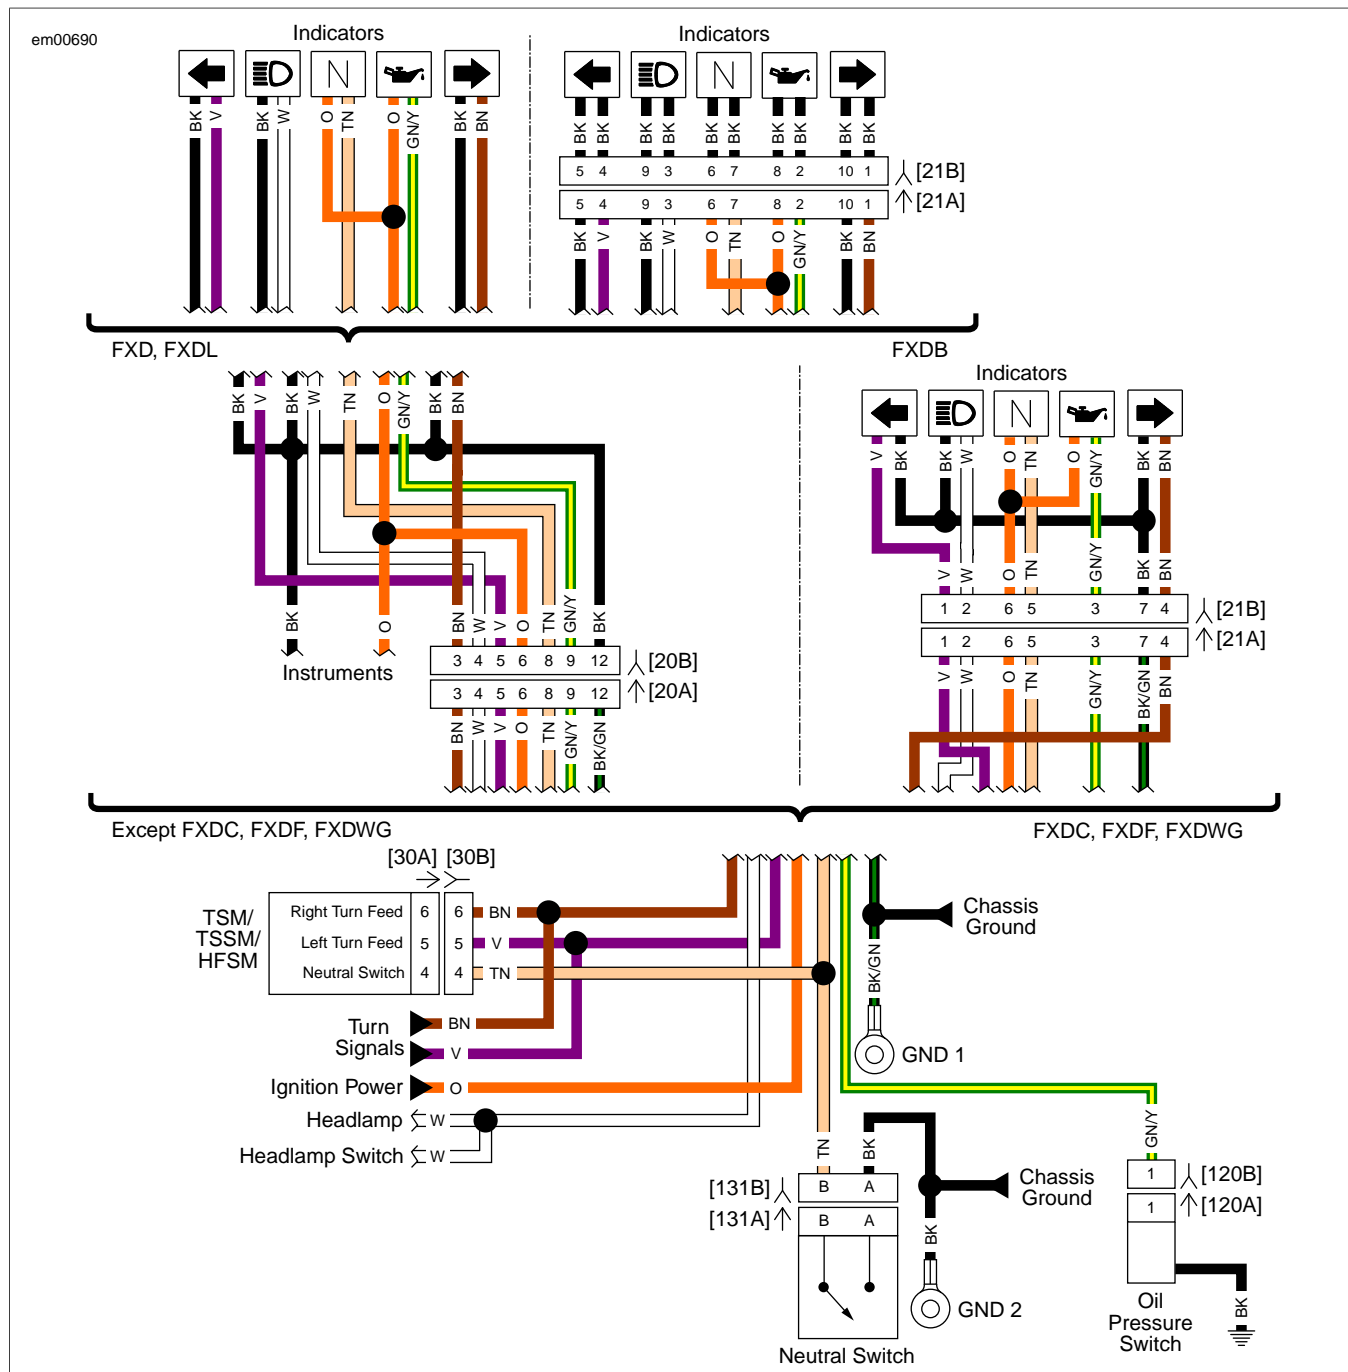 em00690
Indicators
Indicators
BK V BK W O TN O GN/Y BK BN
BK BK BK BK BK BK BK BK BK BK
5 4 9 3 6 7 8 2 10 1 [21B]
5 4 9 3 6 7 8 2 10 1 [21A]
BK V BK W O TN O GN/Y BK BN
FXD, FXDL
FXDB
BK V BK W TN O GN/Y BK BN
Indicators
N
V BK BK W O TN O GN/Y BK BN
V W O TN GN/Y BK BN
BK O BN W V O TN GN/Y BK
1 2 6 5 3 7 4 [21B]
1 2 6 5 3 7 4 [21A]
Instruments
3 4 5 6 8 9 12 [20B]
3 4 5 6 8 9 12 [20A]
V W O TN GN/Y BK/GN BN
BN W V O TN GN/Y BK/GN
Except FXDC, FXDF, FXDWG
FXDC, FXDF, FXDWG
[30A] [30B]
TSM/
TSSM/
HFSM
Right Turn Feed 6 6 BN
Left Turn Feed 5 5 V
Neutral Switch 4 4 TN
Chassis
Ground
BK/GN
Turn
Signals
BN
V
GND 1
Ignition Power O
Headlamp W
Headlamp Switch W
TN BK
GN/Y
[131B] B A
[131A] B A
Chassis
Ground
1 [120B]
1 [120A]
BK
GND 2
BK
Oil
Pressure
Switch
Neutral Switch